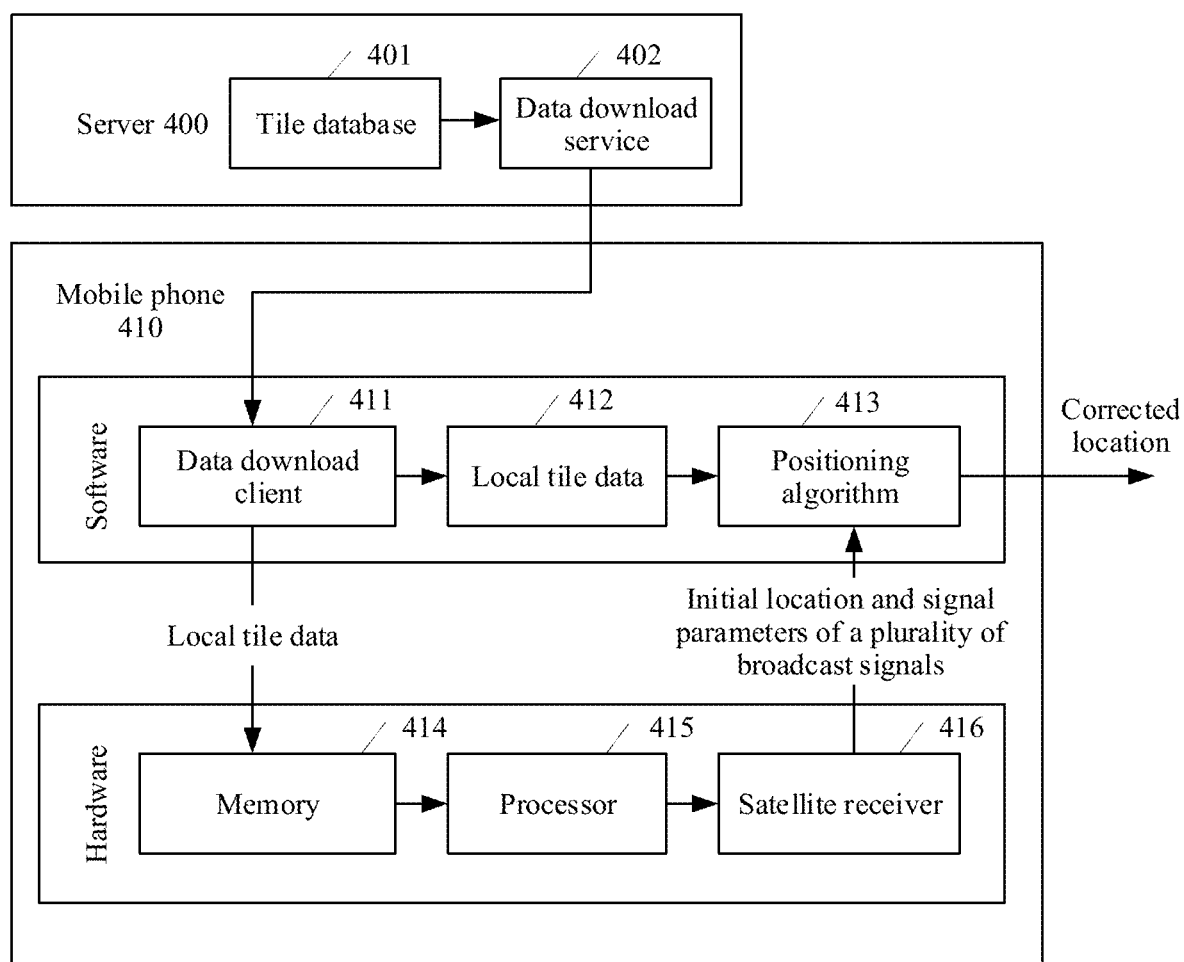 401
402
Server 400
Tile database
Data download
service
Mobile phone
410
Software
411
412
413
Data download
client
Local tile data
Positioning
algorithm
Corrected
location
Local tile data
Initial location and signal
parameters of a plurality of
broadcast signals
Hardware
414
415
416
Memory
Processor
Satellite receiver